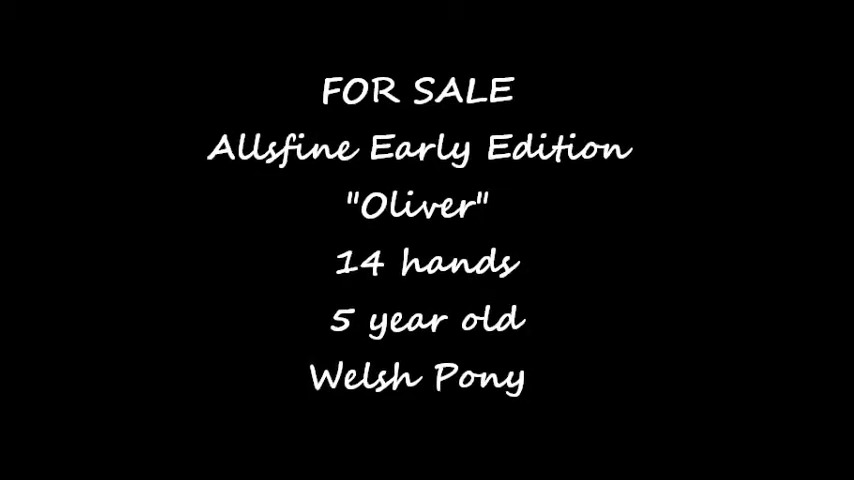 FOR SALE
Allsfine Early Edition
"Oliver"
14 hands
5 year old
Welsh Pony